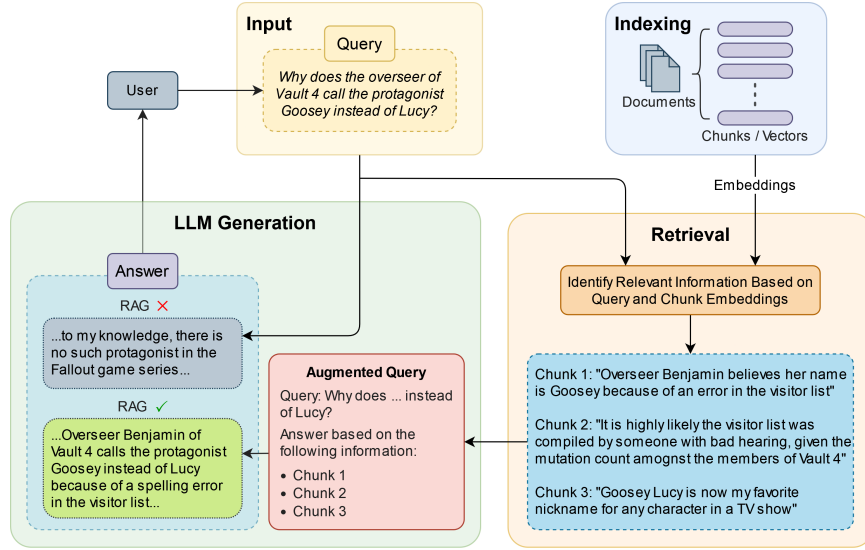 Input
Query
Why does the overseer of
Vault 4 call the protagonist
Goosey instead of Lucy?
Indexing
Documents
Chunks / Vectors
User
Embeddings
LLM Generation
Answer
RAG ✗
...to my knowledge, there is
no such protagonist in the
Fallout game series...
RAG ✓
...Overseer Benjamin of
Vault 4 calls the protagonist
Goosey instead of Lucy
because of a spelling error
in the visitor list...
Augmented Query
Query: Why does ... instead
of Lucy?
Answer based on the
following information:
• Chunk 1
• Chunk 2
• Chunk 3
Retrieval
Identify Relevant Information Based on
Query and Chunk Embeddings
Chunk 1: "Overseer Benjamin believes her name
is Goosey because of an error in the visitor list"
Chunk 2: "It is highly likely the visitor list was
compiled by someone with bad hearing, given the
mutation count amognst the members of Vault 4"
Chunk 3: "Goosey Lucy is now my favorite
nickname for any character in a TV show"